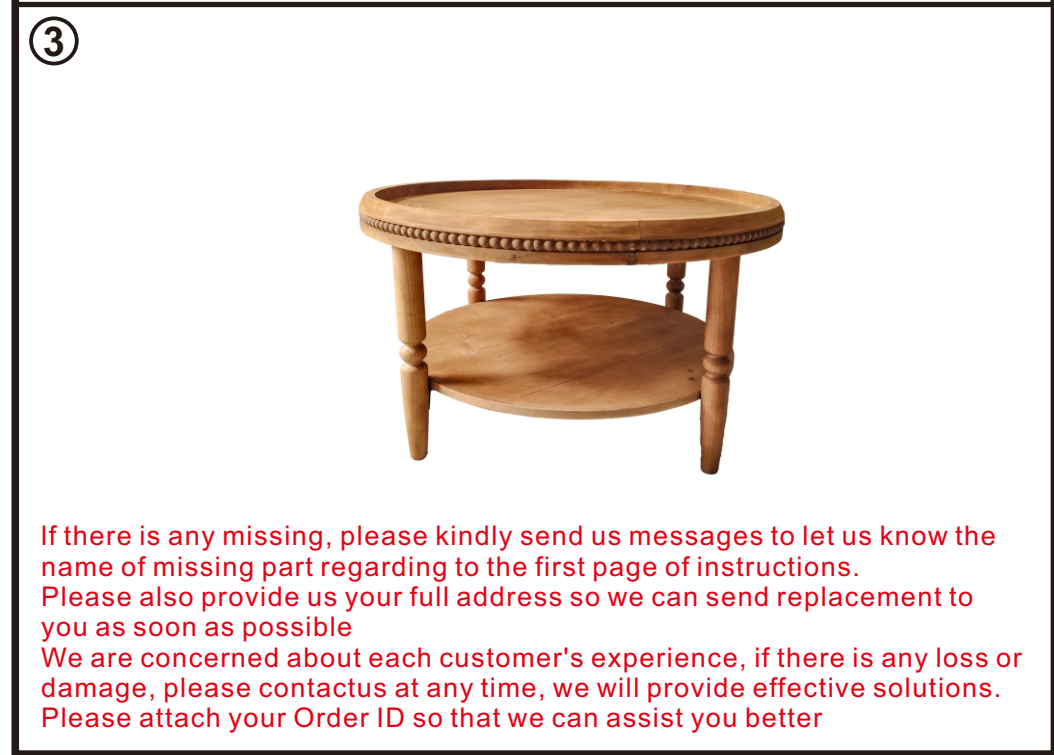 3
If there is any missing, please kindly send us messages to let us know the
name of missing part regarding to the first page of instructions.
Please also provide us your full address so we can send replacement to
you as soon as possible
We are concerned about each customer's experience, if there is any loss or
damage, please contactus at any time, we will provide effective solutions.
Please attach your Order ID so that we can assist you better